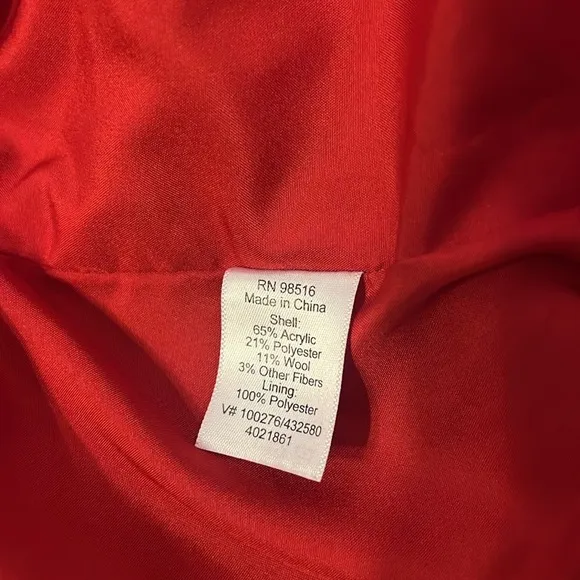 RN 98516
Made in China
Shell:
65% Acrylic
21% Polyester
11% Wool
3% Other Fibers
Lining:
100% Polyester
V# 100276/432580
4021861